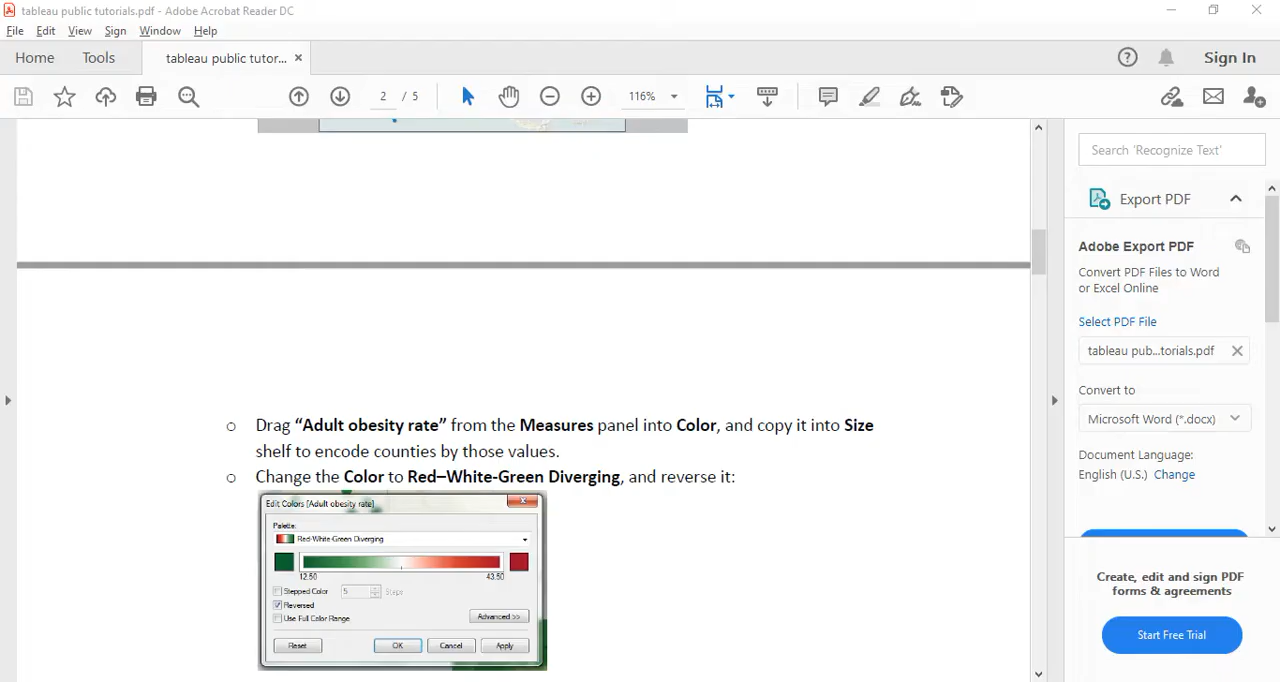 tableau public tutorials.pdf - Adobe Acrobat Reader DC
File Edit View Sign Window Help
Home Tools tableau public tutor... × Sign In
2 / 5 116%
Search 'Recognize Text'
Export PDF
Adobe Export PDF
Convert PDF Files to Word
or Excel Online
Select PDF File
tableau pub...torials.pdf
Convert to
Microsoft Word (*.docx)
Document Language:
English (U.S.) Change
Create, edit and sign PDF
forms & agreements
Start Free Trial
o Drag “Adult obesity rate” from the Measures panel into Color, and copy it into Size
shelf to encode counties by those values.
o Change the Color to Red–White-Green Diverging, and reverse it:
Edit Colors [Adult obesity rate]
Palette:
Red-White-Green Diverging
12.50 43.50
Stepped Color 5 Steps
Reversed
Use Full Color Range
Advanced >>
Reset OK Cancel Apply